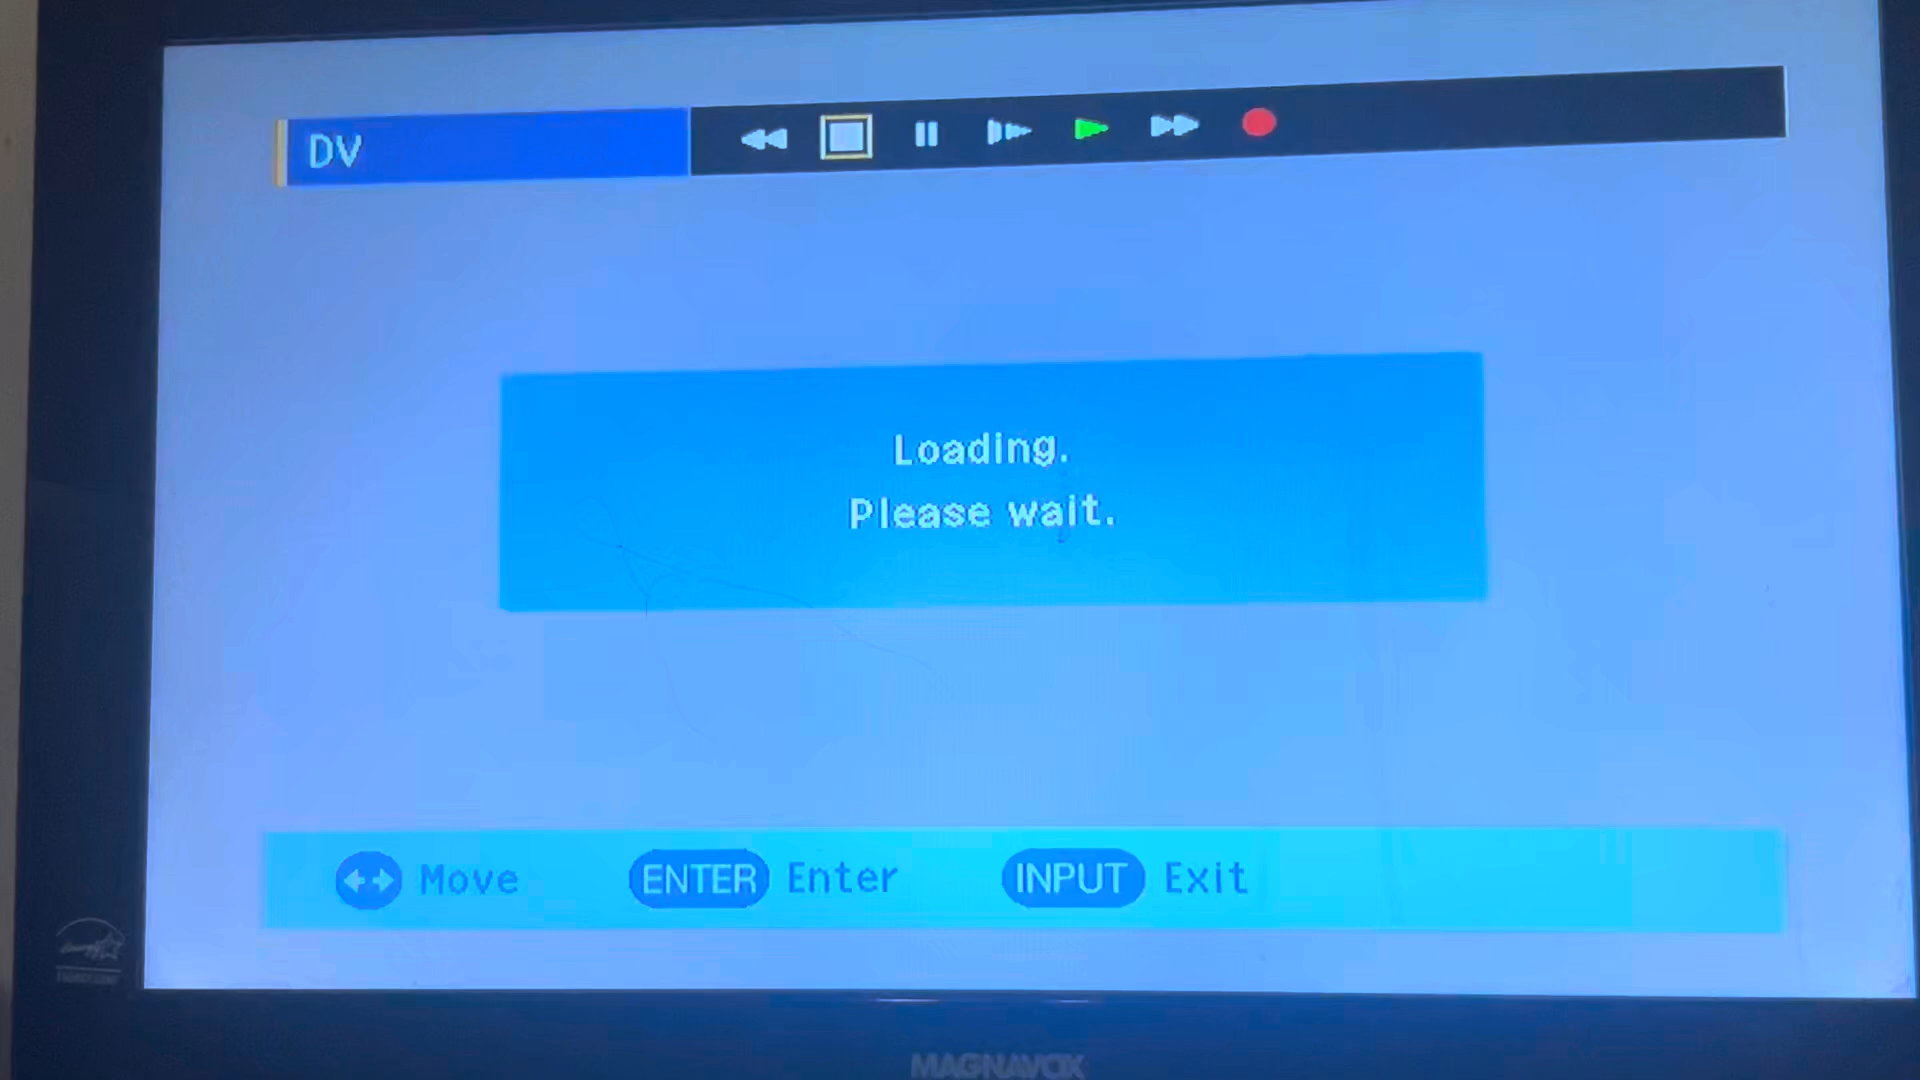 DV
Loading.
Please wait.
Move
ENTER Enter
INPUT Exit
MAGNAVOX